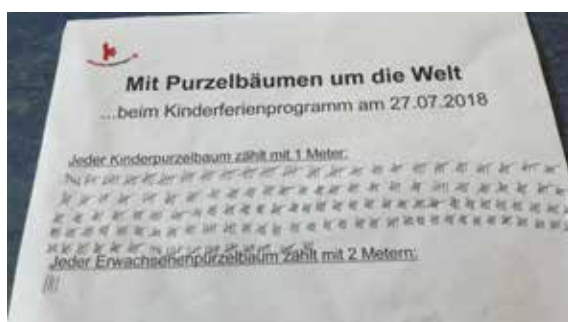 Mit Purzelbäumen um die Welt
...beim Kinderferienprogramm am 27.07.2018
Jeder Kinderpurzelbaum zählt mit 1 Meter:
Jeder Erwachsenenpurzelbaum zählt mit 2 Metern: